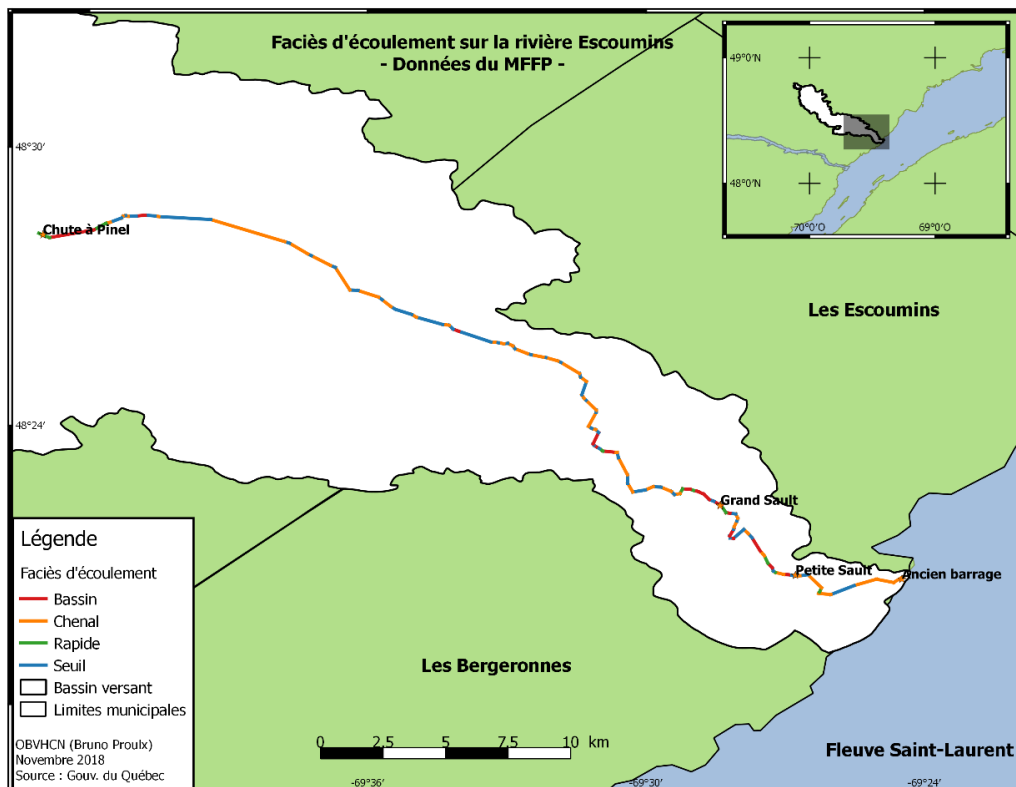 Faciès d'écoulement sur la rivière Escoumins
- Données du MFFP -
49°0'N
48°0'N
-70°0'O
69°0'O
48°30'
48°24'
Chute à Pinel
Les Escoumins
Grand Sault
Petite Sault
Ancien barrage
Les Bergeronnes
Fleuve Saint-Laurent
Légende
Faciès d'écoulement
Bassin
Chenal
Rapide
Seuil
Bassin versant
Limites municipales
OBVHCN (Bruno Proulx)
Novembre 2018
Source : Gouv. du Québec
0 2,5 5 7,5 10 km
-69°36'
-69°30'
-69°24'